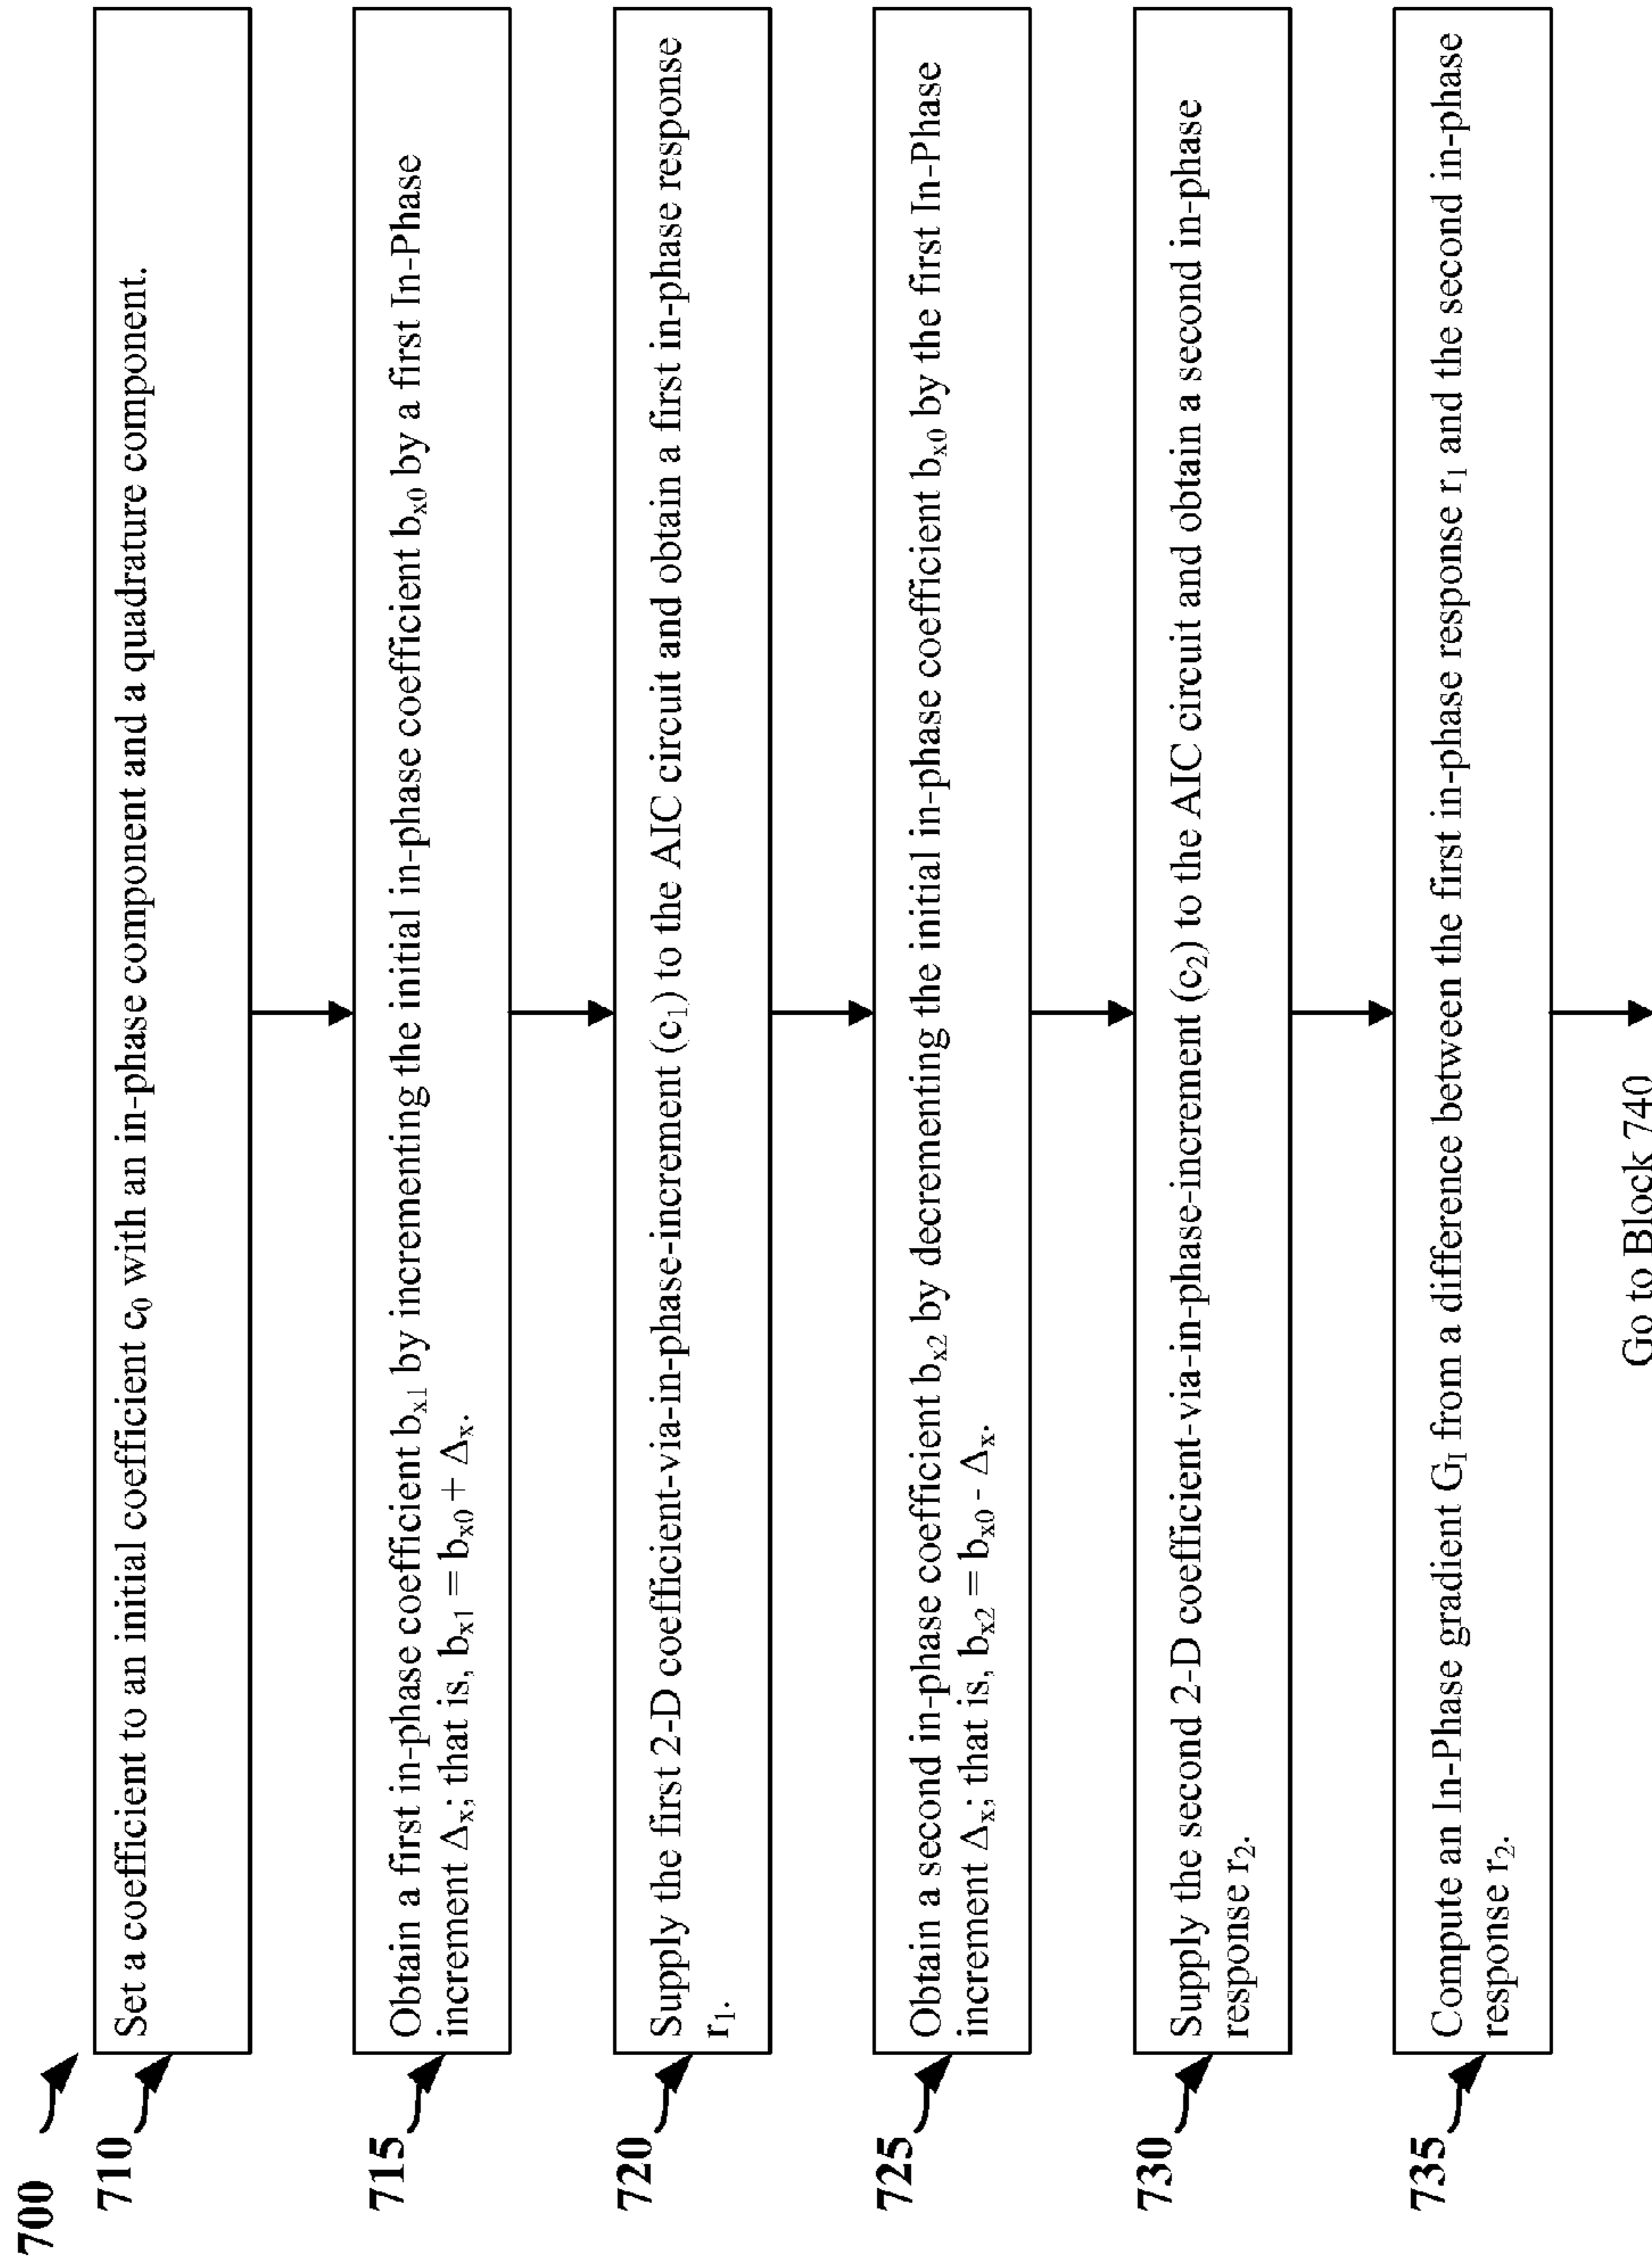 700
710
Set a coefficient to an initial coefficient c₀ with an in-phase component and a quadrature component.
715
Obtain a first in-phase coefficient bₓ₁ by incrementing the initial in-phase coefficient bₓ₀ by a first In-Phase
increment Δₓ; that is, bₓ₁ = bₓ₀ + Δₓ.
720
Supply the first 2-D coefficient-via-in-phase-increment (c₁) to the AIC circuit and obtain a first in-phase response
r₁.
725
Obtain a second in-phase coefficient bₓ₂ by decrementing the initial in-phase coefficient bₓ₀ by the first In-Phase
increment Δₓ; that is, bₓ₂ = bₓ₀ - Δₓ.
730
Supply the second 2-D coefficient-via-in-phase-increment (c₂) to the AIC circuit and obtain a second in-phase
response r₂.
735
Compute an In-Phase gradient G_I from a difference between the first in-phase response r₁ and the second in-phase
response r₂.
Go to Block 740